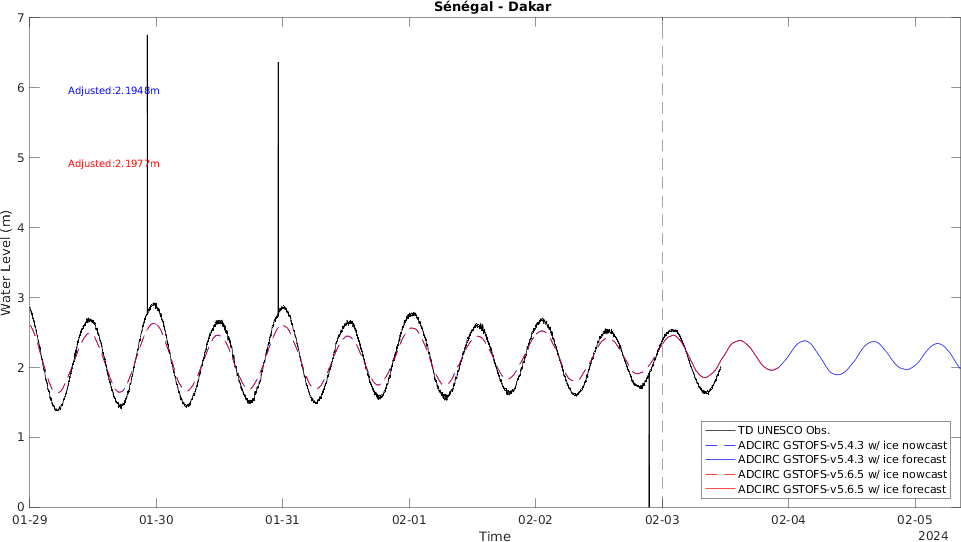 Sénégal - Dakar
7
6
5
4
3
2
1
0
Water Level (m)
Adjusted:2.1948m
Adjusted:2.1977m
TD UNESCO Obs.
ADCIRC GSTOFS-v5.4.3 w/ ice nowcast
ADCIRC GSTOFS-v5.4.3 w/ ice forecast
ADCIRC GSTOFS-v5.6.5 w/ ice nowcast
ADCIRC GSTOFS-v5.6.5 w/ ice forecast
01-29 01-30 01-31 02-01 02-02 02-03 02-04 02-05
Time
2024